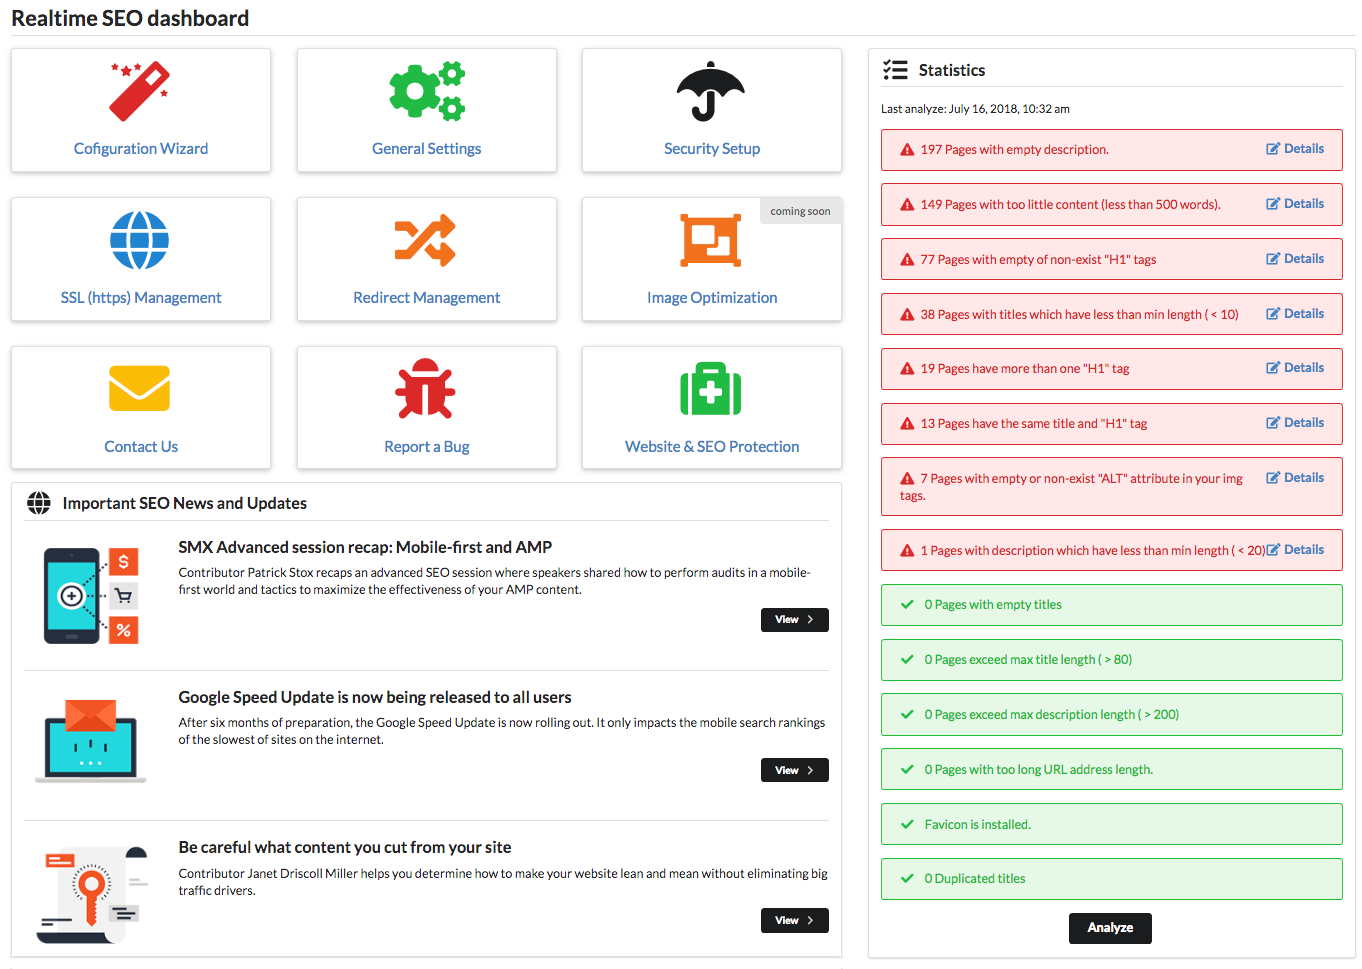 Realtime SEO dashboard
Cofiguration Wizard
General Settings
Security Setup
SSL (https) Management
Redirect Management
coming soon
Image Optimization
Contact Us
Report a Bug
Website & SEO Protection
Important SEO News and Updates
$
%
SMX Advanced session recap: Mobile-first and AMP
Contributor Patrick Stox recaps an advanced SEO session where speakers shared how to perform audits in a mobile-
first world and tactics to maximize the effectiveness of your AMP content.
View
Google Speed Update is now being released to all users
After six months of preparation, the Google Speed Update is now rolling out. It only impacts the mobile search rankings
of the slowest of sites on the internet.
View
Be careful what content you cut from your site
Contributor Janet Driscoll Miller helps you determine how to make your website lean and mean without eliminating big
traffic drivers.
View
Statistics
Last analyze: July 16, 2018, 10:32 am
197 Pages with empty description. Details
149 Pages with too little content (less than 500 words). Details
77 Pages with empty of non-exist "H1" tags Details
38 Pages with titles which have less than min length ( < 10) Details
19 Pages have more than one "H1" tag Details
13 Pages have the same title and "H1" tag Details
7 Pages with empty or non-exist "ALT" attribute in your img Details
tags.
1 Pages with description which have less than min length ( < 20) Details
0 Pages with empty titles
0 Pages exceed max title length ( > 80)
0 Pages exceed max description length ( > 200)
0 Pages with too long URL address length.
Favicon is installed.
0 Duplicated titles
Analyze